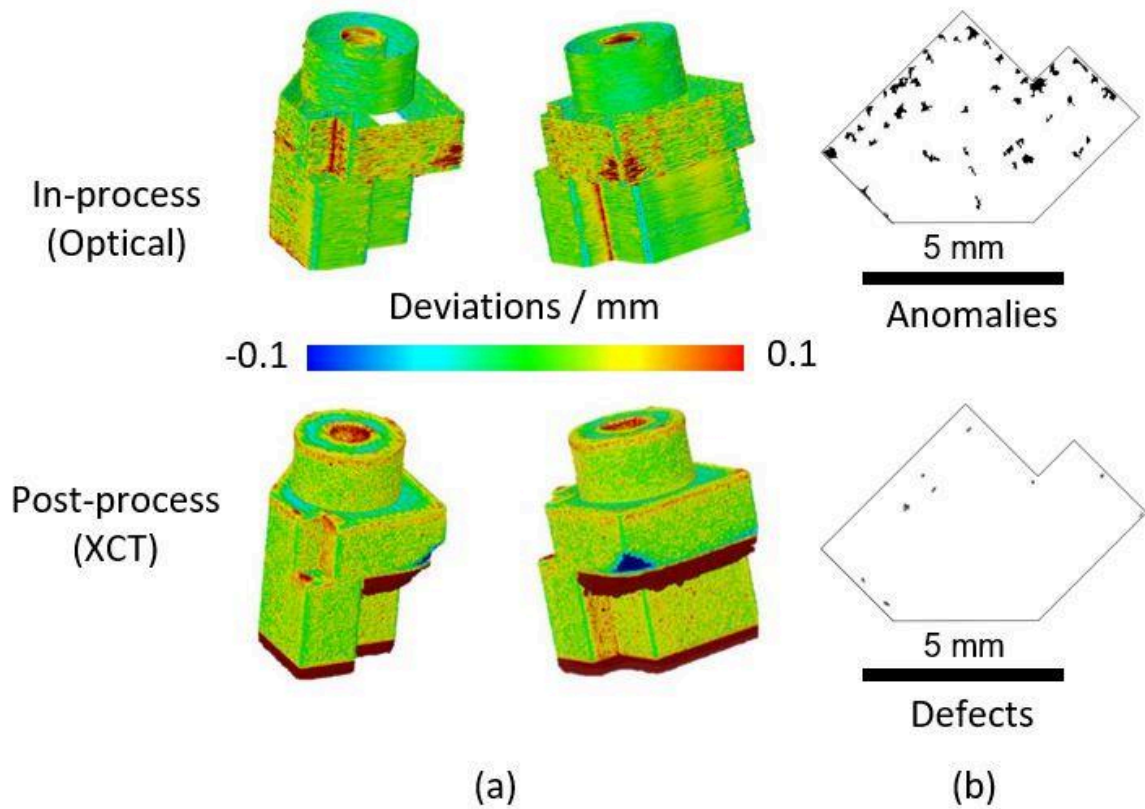 In-process
(Optical)
5 mm
Anomalies
Deviations / mm
-0.1
0.1
Post-process
(XCT)
5 mm
Defects
(a)
(b)